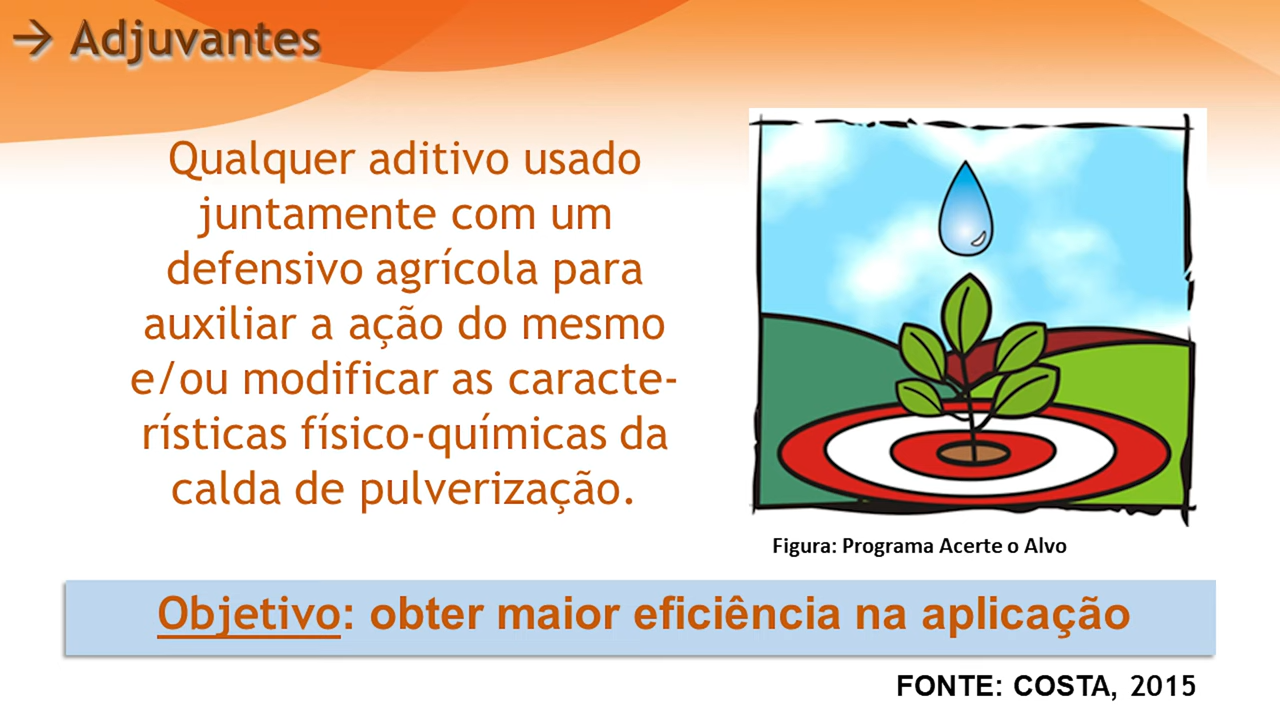 → Adjuvantes
Qualquer aditivo usado
juntamente com um
defensivo agrícola para
auxiliar a ação do mesmo
e/ou modificar as caracte-
rísticas físico-químicas da
calda de pulverização.
Figura: Programa Acerte o Alvo
Objetivo: obter maior eficiência na aplicação
FONTE: COSTA, 2015